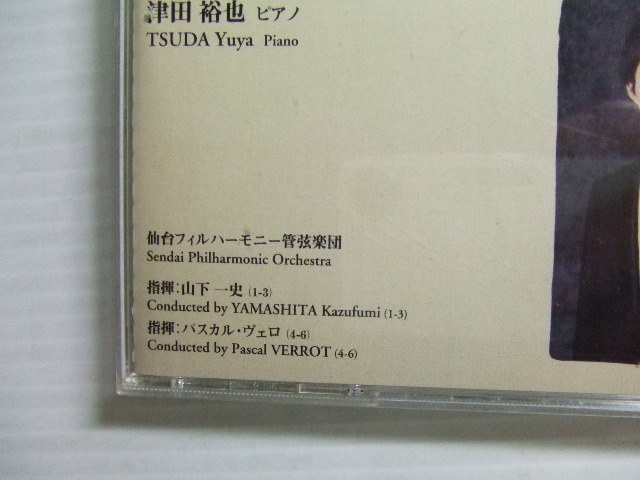 津田 裕也 ピアノ
TSUDA Yuya Piano
仙台フィルハーモニー管弦楽団
Sendai Philharmonic Orchestra
指揮:山下 一史 (1-3)
Conducted by YAMASHITA Kazufumi (1-3)
指揮:パスカル・ヴェロ (4-6)
Conducted by Pascal VERROT (4-6)